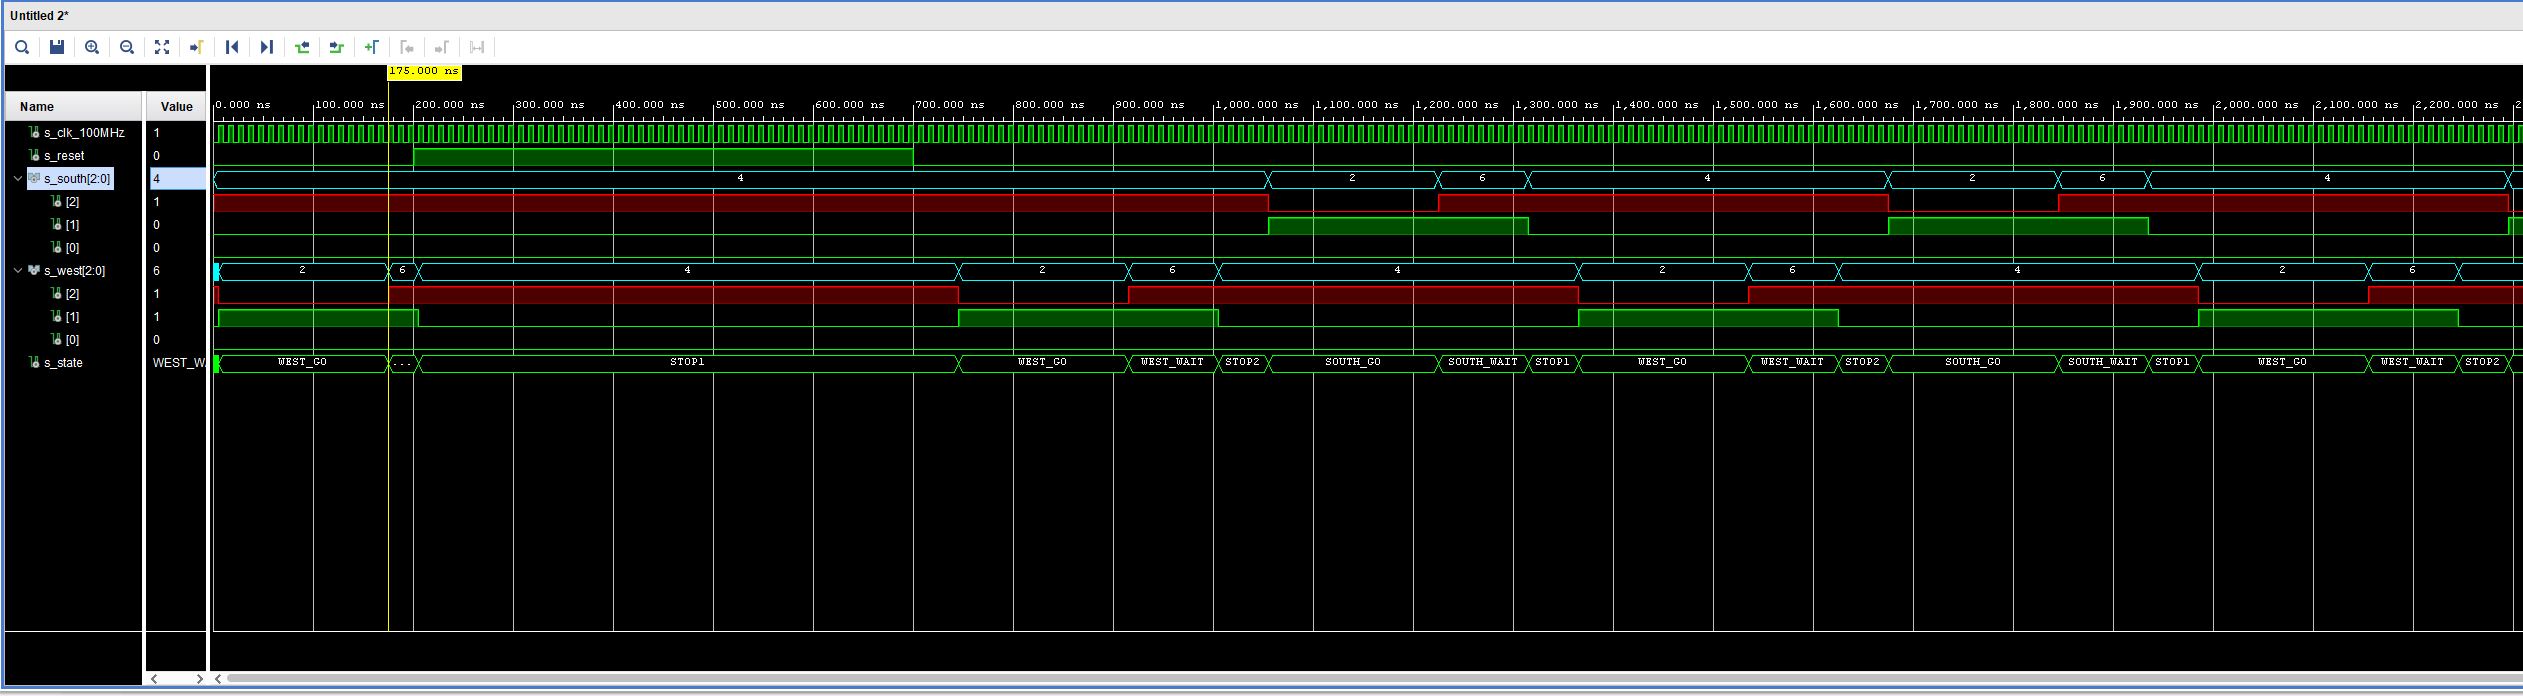 Untitled 2*
175.000 ns
Name Value 0.000 ns 100.000 ns 200.000 ns 300.000 ns 400.000 ns 500.000 ns 600.000 ns 700.000 ns 800.000 ns 900.000 ns 1,000.000 ns 1,100.000 ns 1,200.000 ns 1,300.000 ns 1,400.000 ns 1,500.000 ns 1,600.000 ns 1,700.000 ns 1,800.000 ns 1,900.000 ns 2,000.000 ns 2,100.000 ns 2,200.000 ns 2
s_clk_100MHz 1
s_reset 0
s_south[2:0] 4 4 2 6 4 2 6 4
[2] 1
[1] 0
[0] 0
s_west[2:0] 6 2 6 4 2 6 4 2 6 4 2 6
[2] 1
[1] 1
[0] 0
s_state WEST_W. WEST_GO ... STOP1 WEST_GO WEST_WAIT STOP2 SOUTH_GO SOUTH_WAIT STOP1 WEST_GO WEST_WAIT STOP2 SOUTH_GO SOUTH_WAIT STOP1 WEST_GO WEST_WAIT STOP2